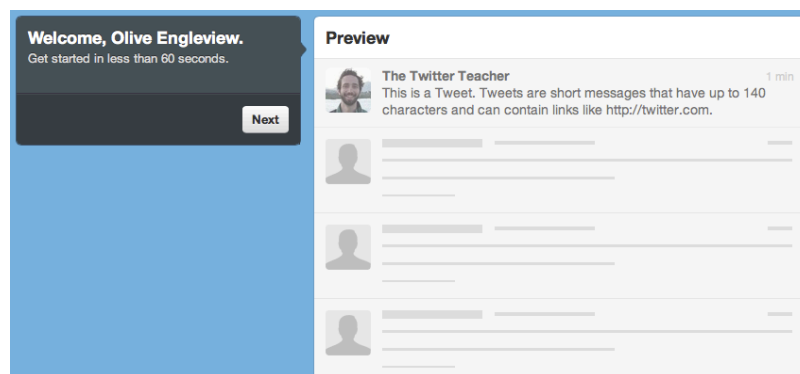 Welcome, Olive Engleview.
Get started in less than 60 seconds.
Next
Preview
The Twitter Teacher 1 min
This is a Tweet. Tweets are short messages that have up to 140
characters and can contain links like http://twitter.com.